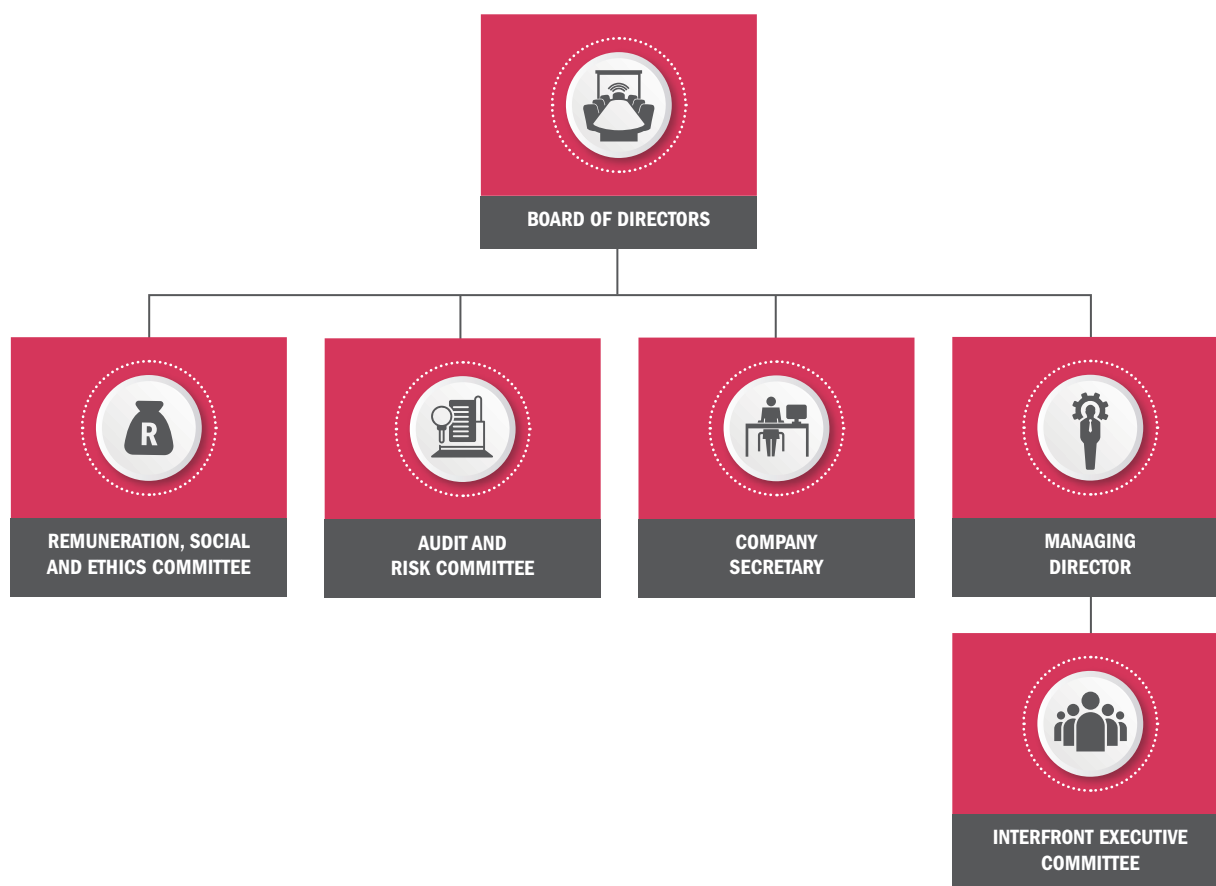 BOARD OF DIRECTORS
R
REMUNERATION, SOCIAL
AND ETHICS COMMITTEE
AUDIT AND
RISK COMMITTEE
COMPANY
SECRETARY
MANAGING
DIRECTOR
INTERFRONT EXECUTIVE
COMMITTEE